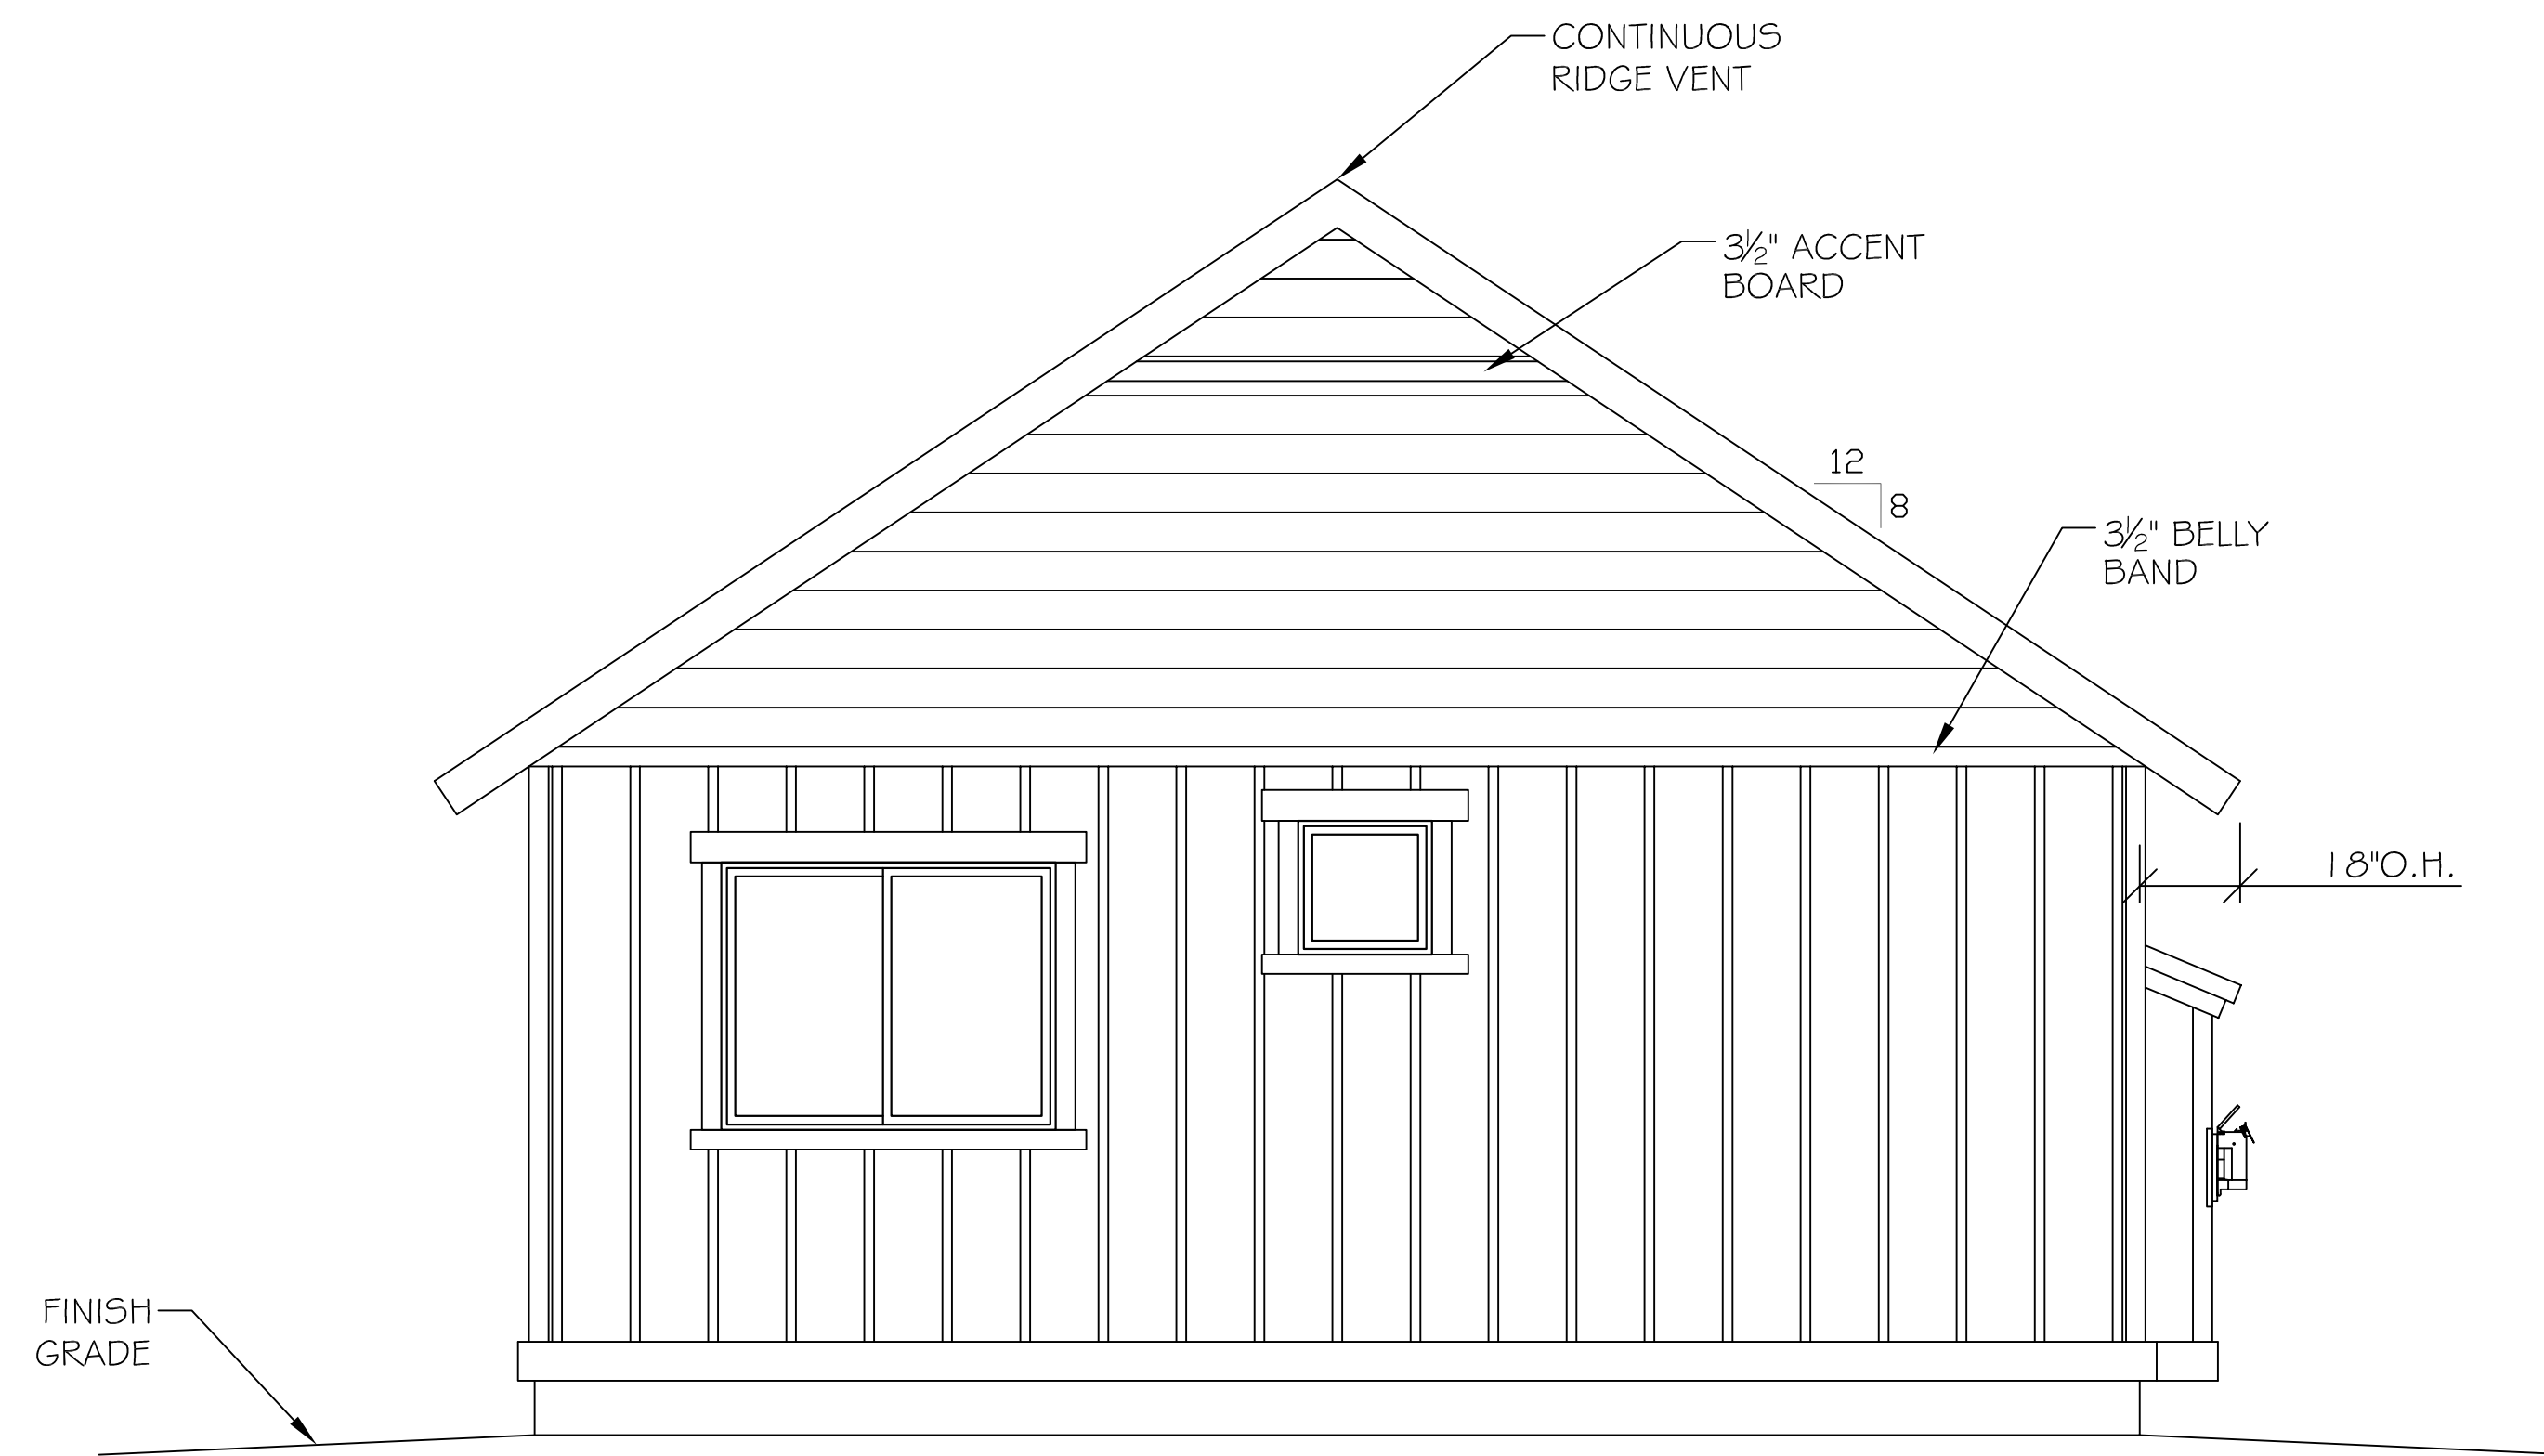 CONTINUOUS
RIDGE VENT
3½" ACCENT
BOARD
12
8
3½" BELLY
BAND
18"O.H.
FINISH
GRADE